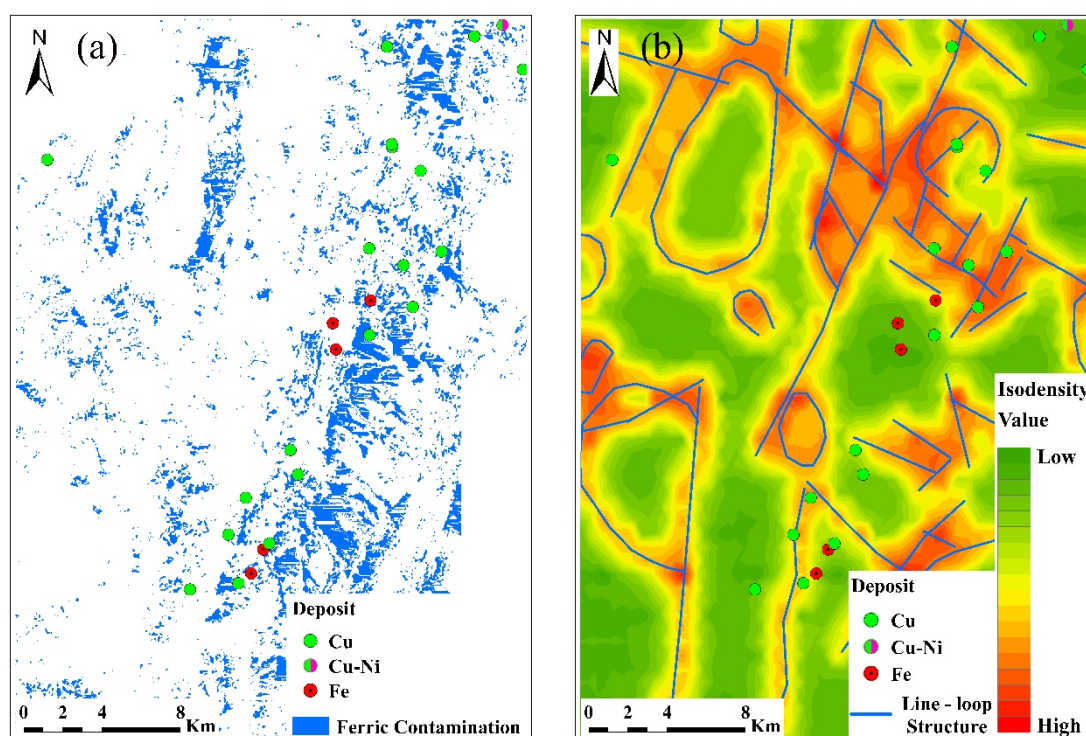 (a)
N
Deposit
Cu
Cu-Ni
Fe
0 2 4 8
Km
Ferric Contamination
(b)
N
Isodensity
Value
Low
High
Deposit
Cu
Cu-Ni
Fe
Line - loop
Structure
0 2 4 8
Km